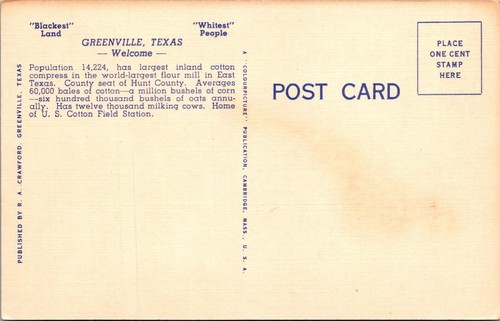 "Blackest" "Whitest"
Land People
GREENVILLE, TEXAS
— Welcome —
Population 14,224, has largest inland cotton
compress in the world-largest flour mill in East
Texas. County seat of Hunt County. Averages
60,000 bales of cotton—a million bushels of corn
—six hundred thousand bushels of oats annu-
ally. Has twelve thousand milking cows. Home
of U. S. Cotton Field Station.
PUBLISHED BY R. A. CRAWFORD, GREENVILLE, TEXAS
A "COLOURPICTURE" PUBLICATION, CAMBRIDGE, MASS., U. S. A.
POST CARD
PLACE
ONE CENT
STAMP
HERE